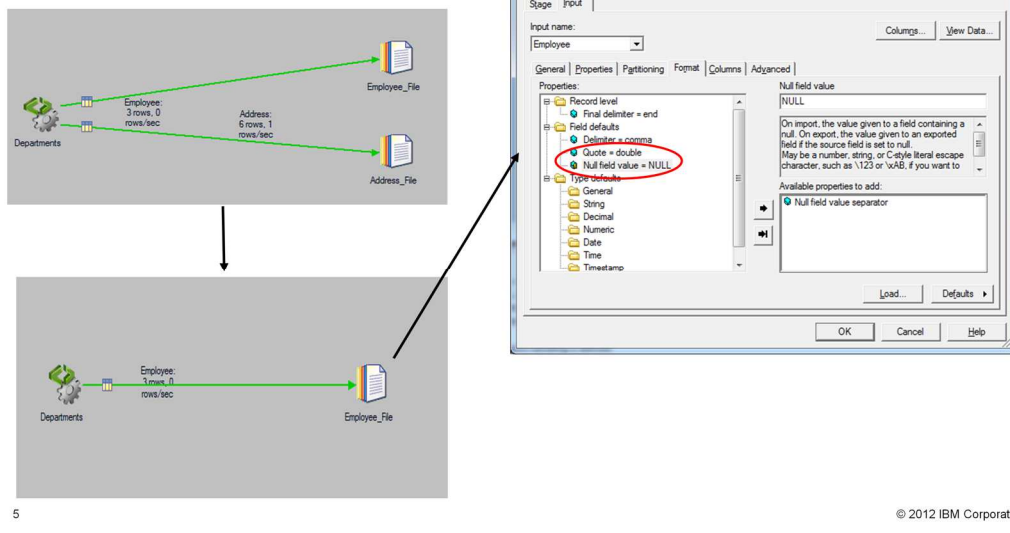 Employee_File
Employee:
3 rows, 0
rows/sec
Address:
6 rows, 1
rows/sec
Departments
Address_File
Employee:
3 rows, 0
rows/sec
Departments
Employee_File
Stage Input
Input name:
Employee
Columns... View Data...
General Properties Partitioning Format Columns Advanced
Properties:
Record level
Final delimiter = end
Field defaults
Delimiter = comma
Quote = double
Null field value = NULL
Type defaults
General
String
Decimal
Numeric
Date
Time
Timestamp
Null field value
NULL
On import, the value given to a field containing a
null. On export, the value given to an exported
field if the source field is set to null.
May be a number, string, or C-style literal escape
character, such as \123 or \xAB, if you want to
Available properties to add:
Null field value separator
Load... Defaults
OK Cancel Help
5
© 2012 IBM Corporat